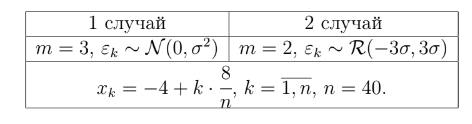 1 случай 2 случай
m = 3, ε_k ∼ 𝒩(0, σ²) m = 2, ε_k ∼ ℛ(−3σ, 3σ)
x_k = −4 + k · 8/n, k = \overline{1, n}, n = 40.